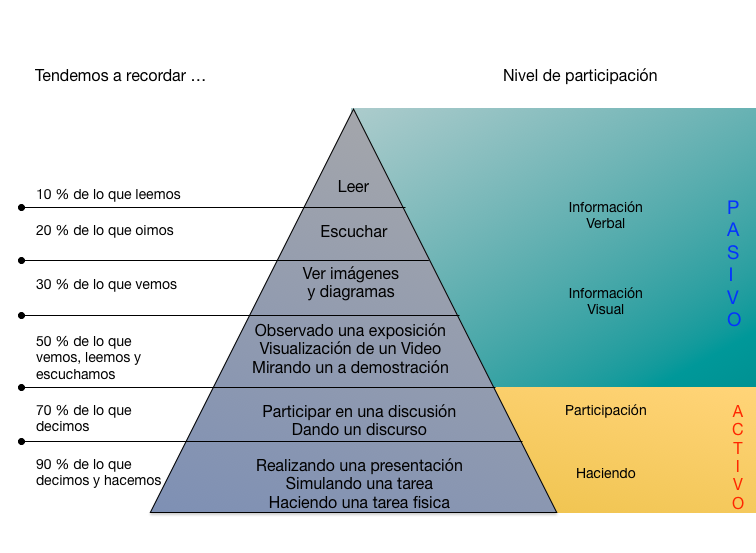 Tendemos a recordar ...
Nivel de participación
10 % de lo que leemos
Leer
20 % de lo que oimos
Escuchar
Información
Verbal
30 % de lo que vemos
Ver imágenes
y diagramas
Información
Visual
50 % de lo que
vemos, leemos y
escuchamos
Observado una exposición
Visualización de un Video
Mirando un a demostración
PASIVO
70 % de lo que
decimos
Participar en una discusión
Dando un discurso
Participación
90 % de lo que
decimos y hacemos
Realizando una presentación
Simulando una tarea
Haciendo una tarea fisica
Haciendo
ACTIVO